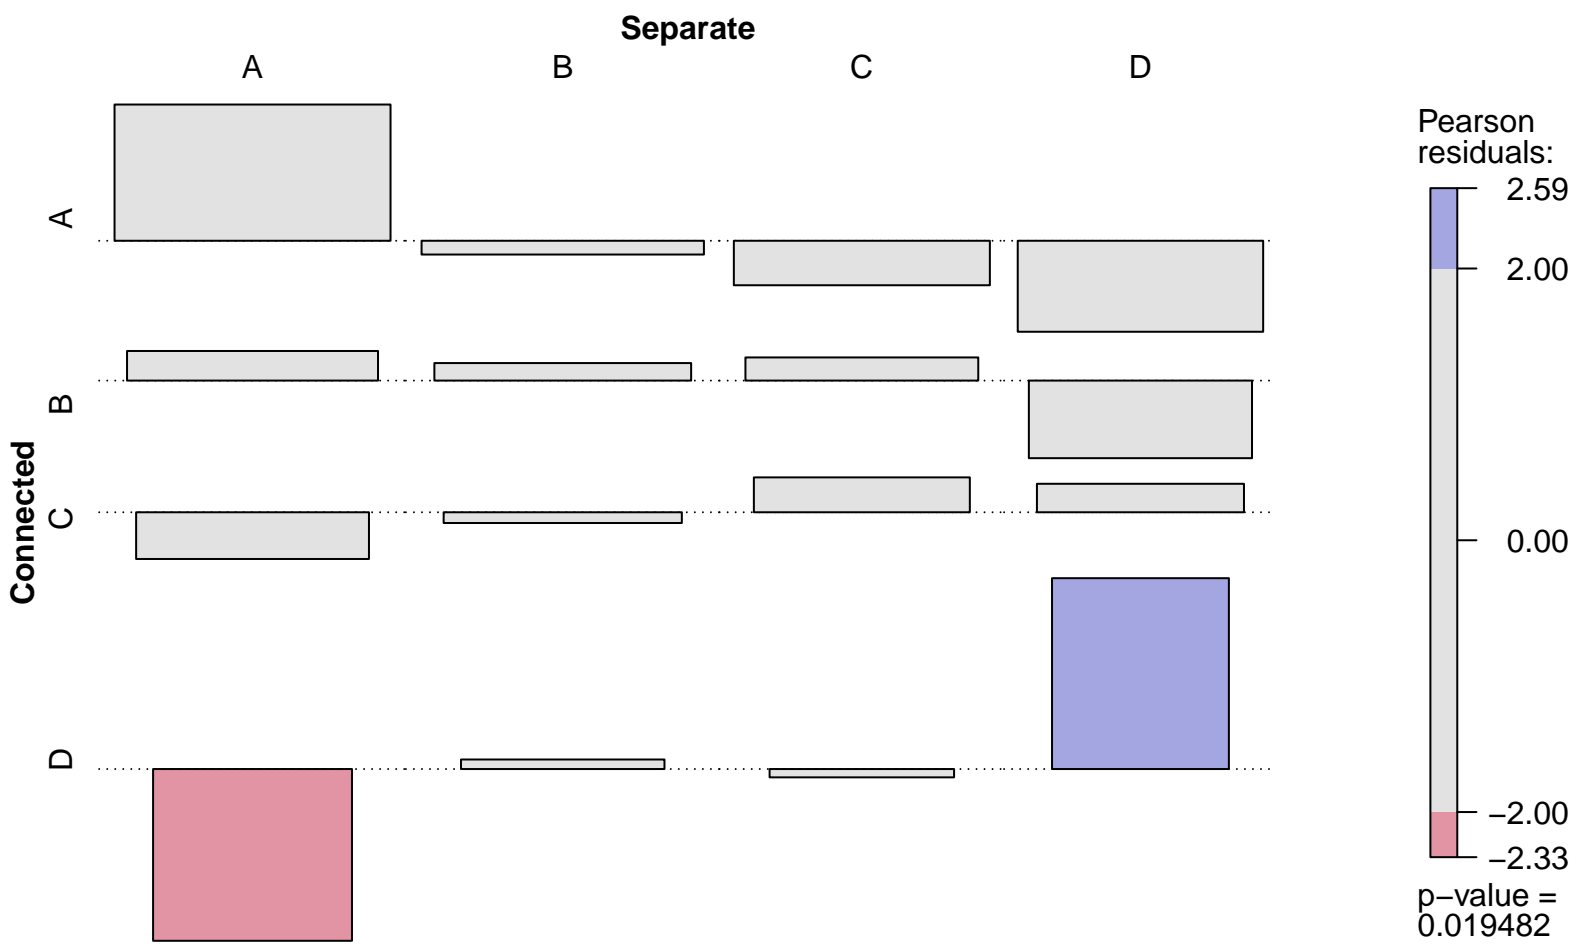 Separate
A
B
C
D
Connected
A
B
C
D
Pearson
residuals:
2.59
2.00
0.00
−2.00
−2.33
p−value =
0.019482